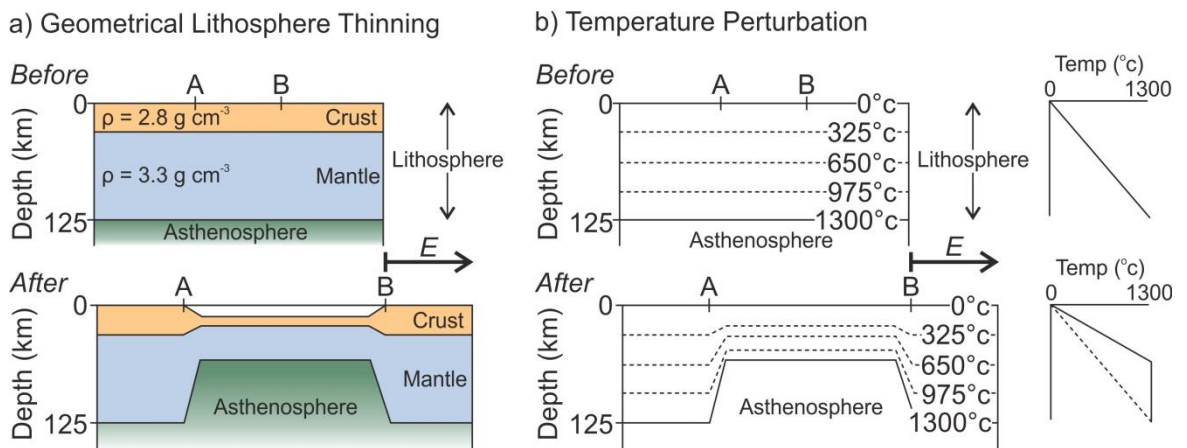 a) Geometrical Lithosphere Thinning
Before
A B
0
ρ = 2.8 g cm-3 Crust
ρ = 3.3 g cm-3 Mantle
125
Asthenosphere
Depth (km)
Lithosphere
E
After
A B
0
Crust
Mantle
Asthenosphere
125
Depth (km)
b) Temperature Perturbation
Before
A B
0
0°c
325°c
650°c
975°c
1300°c
125
Asthenosphere
Depth (km)
Lithosphere
E
Temp (°c)
0 1300
After
A B
0
0°c
325°c
650°c
975°c
1300°c
125
Asthenosphere
Depth (km)
Temp (°c)
0 1300